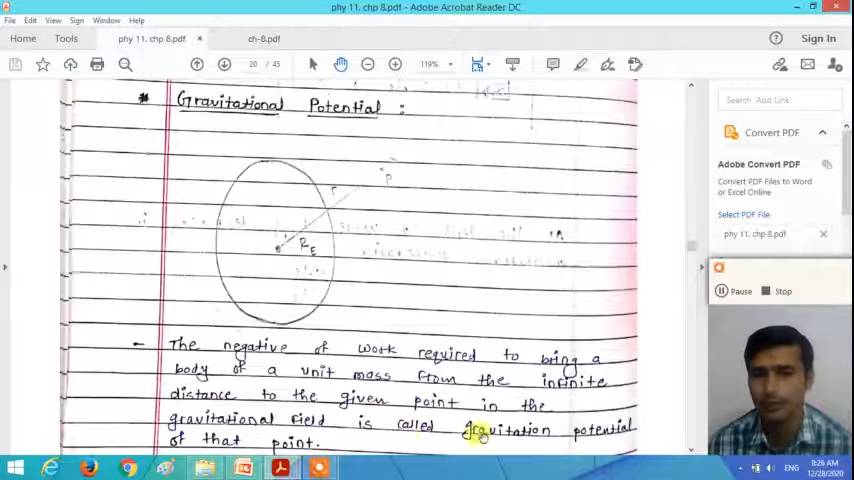 phy 11. chp 8.pdf - Adobe Acrobat Reader DC
File Edit View Sign Window Help
Home Tools phy 11. chp 8.pdf × ch-8.pdf Sign In
20 / 45 119%
* Gravitational Potential :
r P
R_E
- The negative of work required to being a
body of a unit mass from the infinite
distance to the given point in the
gravitational field is called gravitation potential
of that point.
Search 'Add Link'
Convert PDF
Adobe Convert PDF
Convert PDF Files to Word
or Excel Online
Select PDF File
phy 11. chp 8.pdf ×
Pause Stop
ENG 8:26 AM
12/28/2020